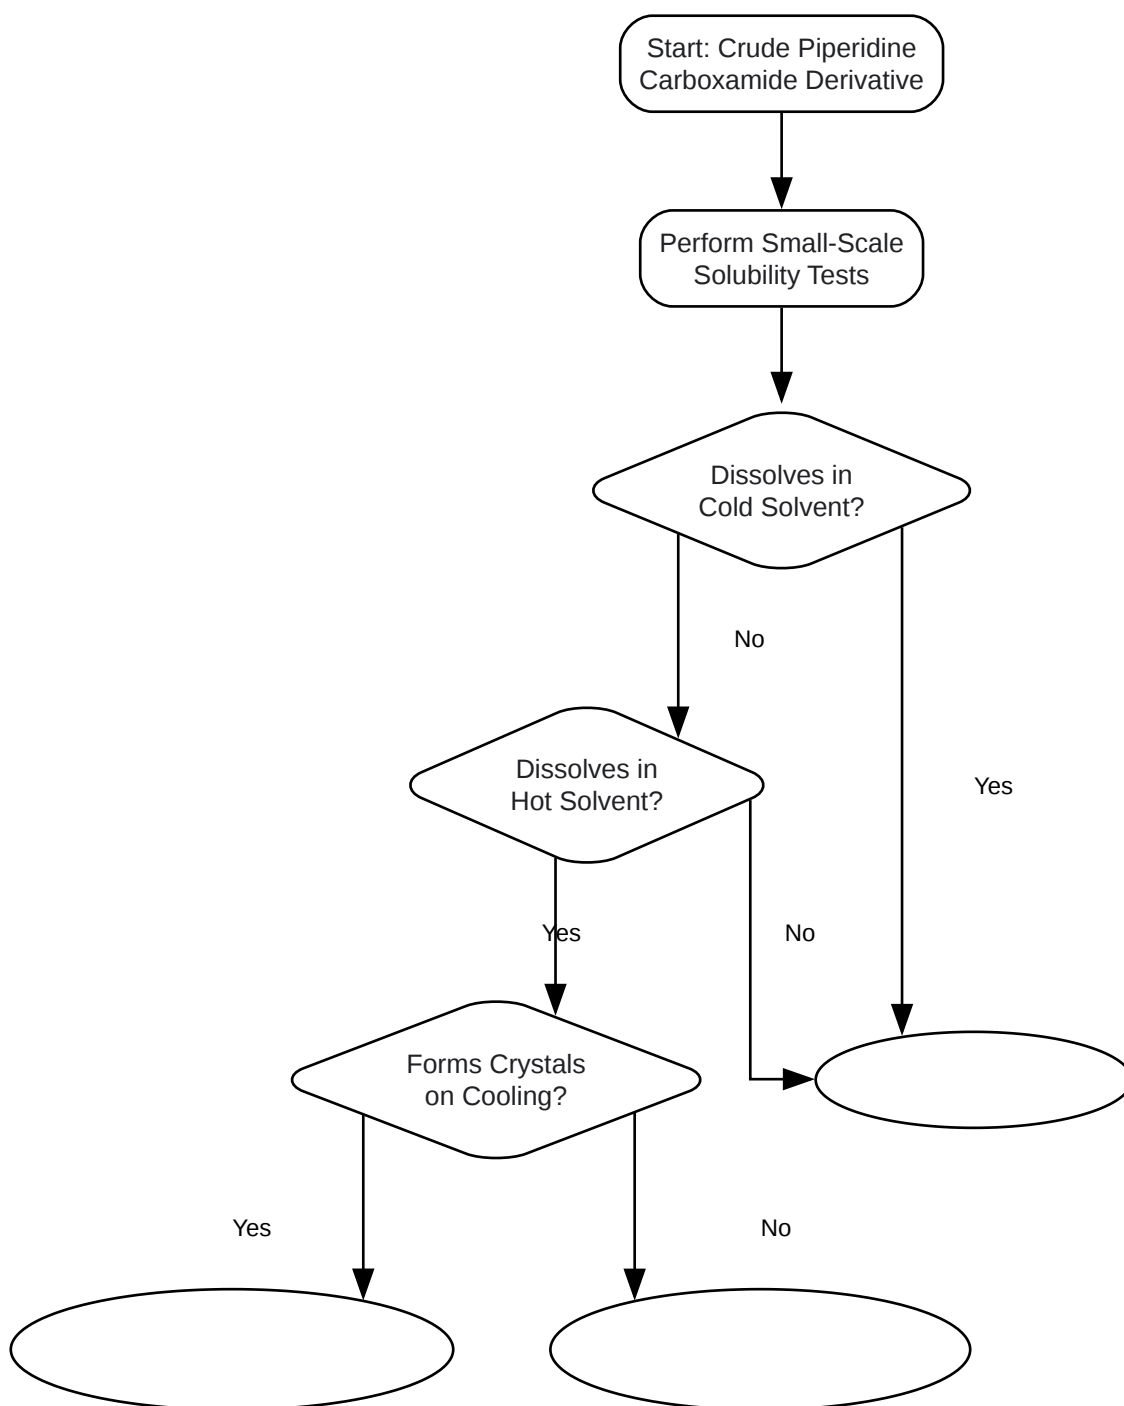 Start: Crude Piperidine
Carboxamide Derivative
Perform Small-Scale
Solubility Tests
Dissolves in
Cold Solvent?
No
Dissolves in
Hot Solvent?
Yes
Yes
No
Forms Crystals
on Cooling?
Yes
No